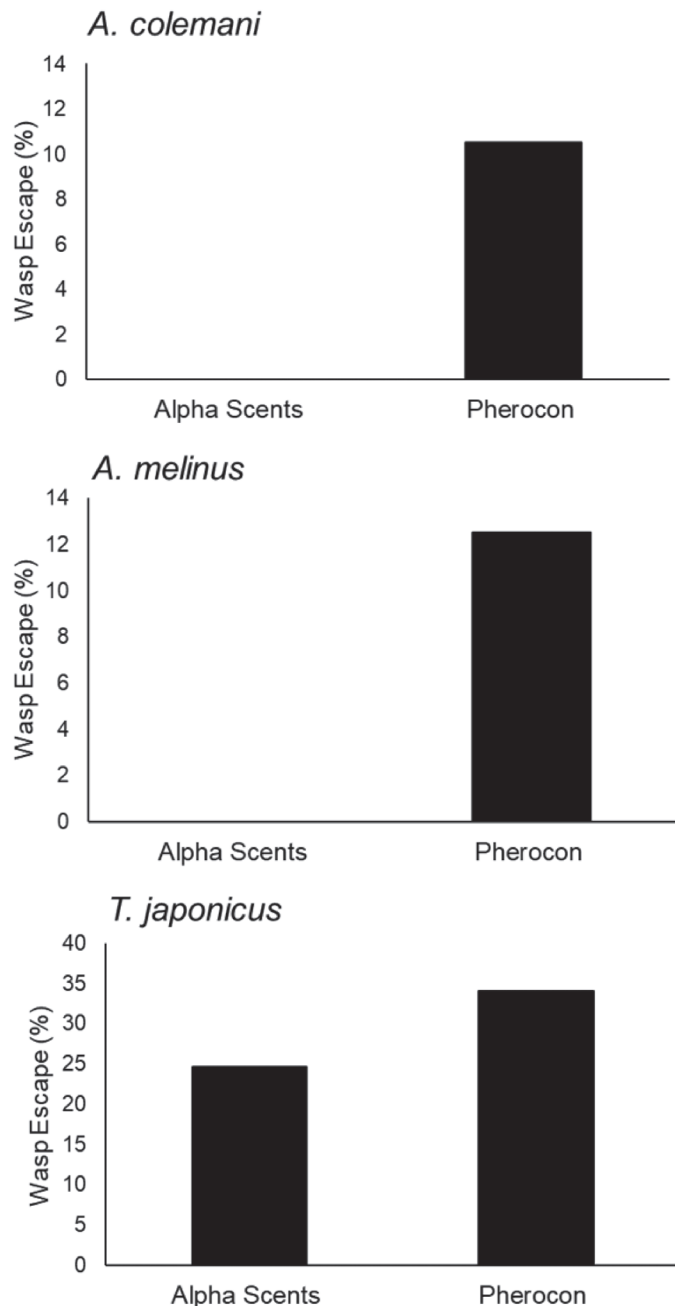 A. colemani
Wasp Escape (%)
14
12
10
8
6
4
2
0
Alpha Scents Pherocon
A. melinus
Wasp Escape (%)
14
12
10
8
6
4
2
0
Alpha Scents Pherocon
T. japonicus
Wasp Escape (%)
40
35
30
25
20
15
10
5
0
Alpha Scents Pherocon